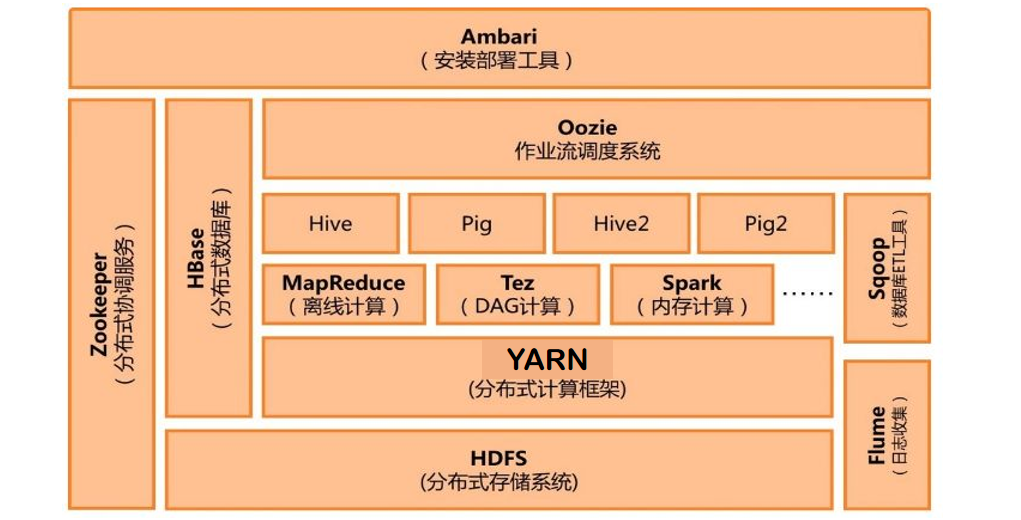 Ambari
（安装部署工具）
Zookeeper
（分布式协调服务）
HBase
（分布式数据库）
Oozie
作业流调度系统
Hive
Pig
Hive2
Pig2
MapReduce
（离线计算）
Tez
（DAG计算）
Spark
（内存计算）
......
Sqoop
（数据库ETL工具）
YARN
(分布式计算框架)
Flume
（日志收集）
HDFS
(分布式存储系统)